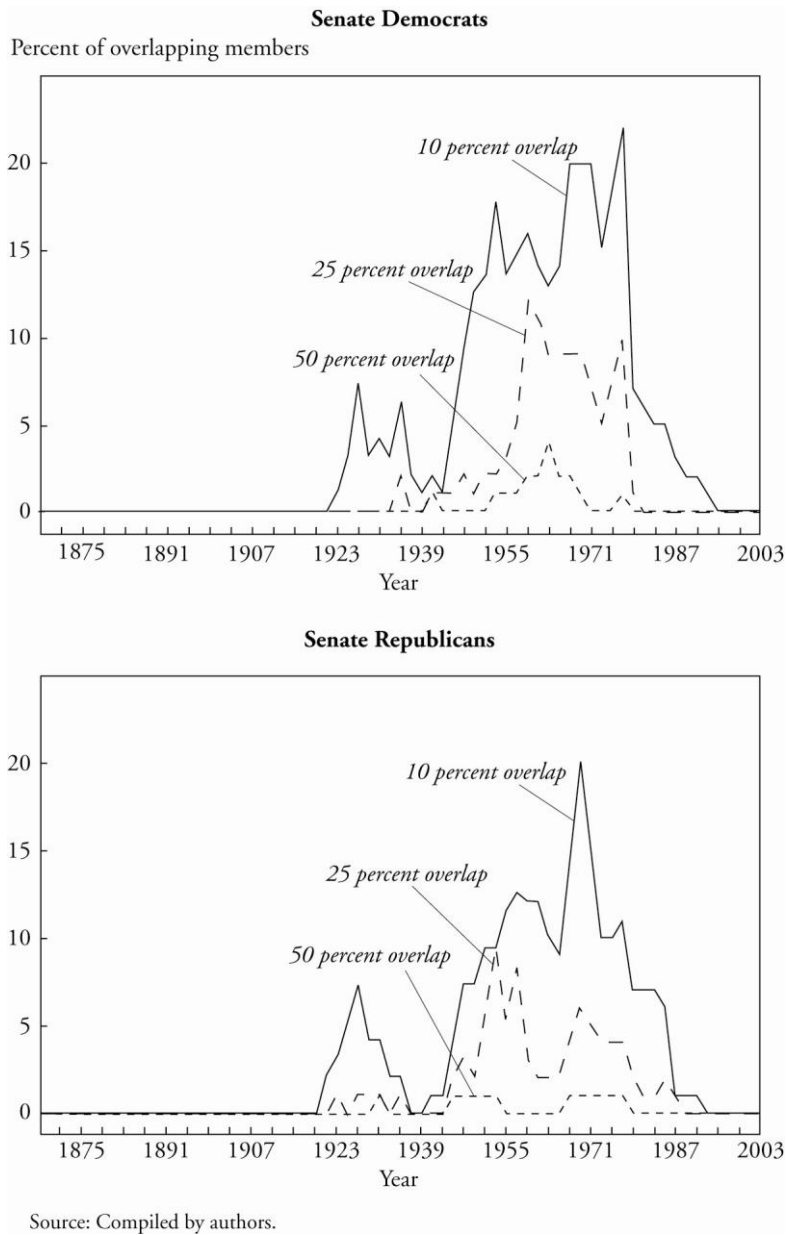 Senate Democrats
Percent of overlapping members
10 percent overlap
20
15
25 percent overlap
10
50 percent overlap
5
0
1875 1891 1907 1923 1939 1955 1971 1987 2003
Year
Senate Republicans
20
10 percent overlap
15
25 percent overlap
10
50 percent overlap
5
0
1875 1891 1907 1923 1939 1955 1971 1987 2003
Year
Source: Compiled by authors.